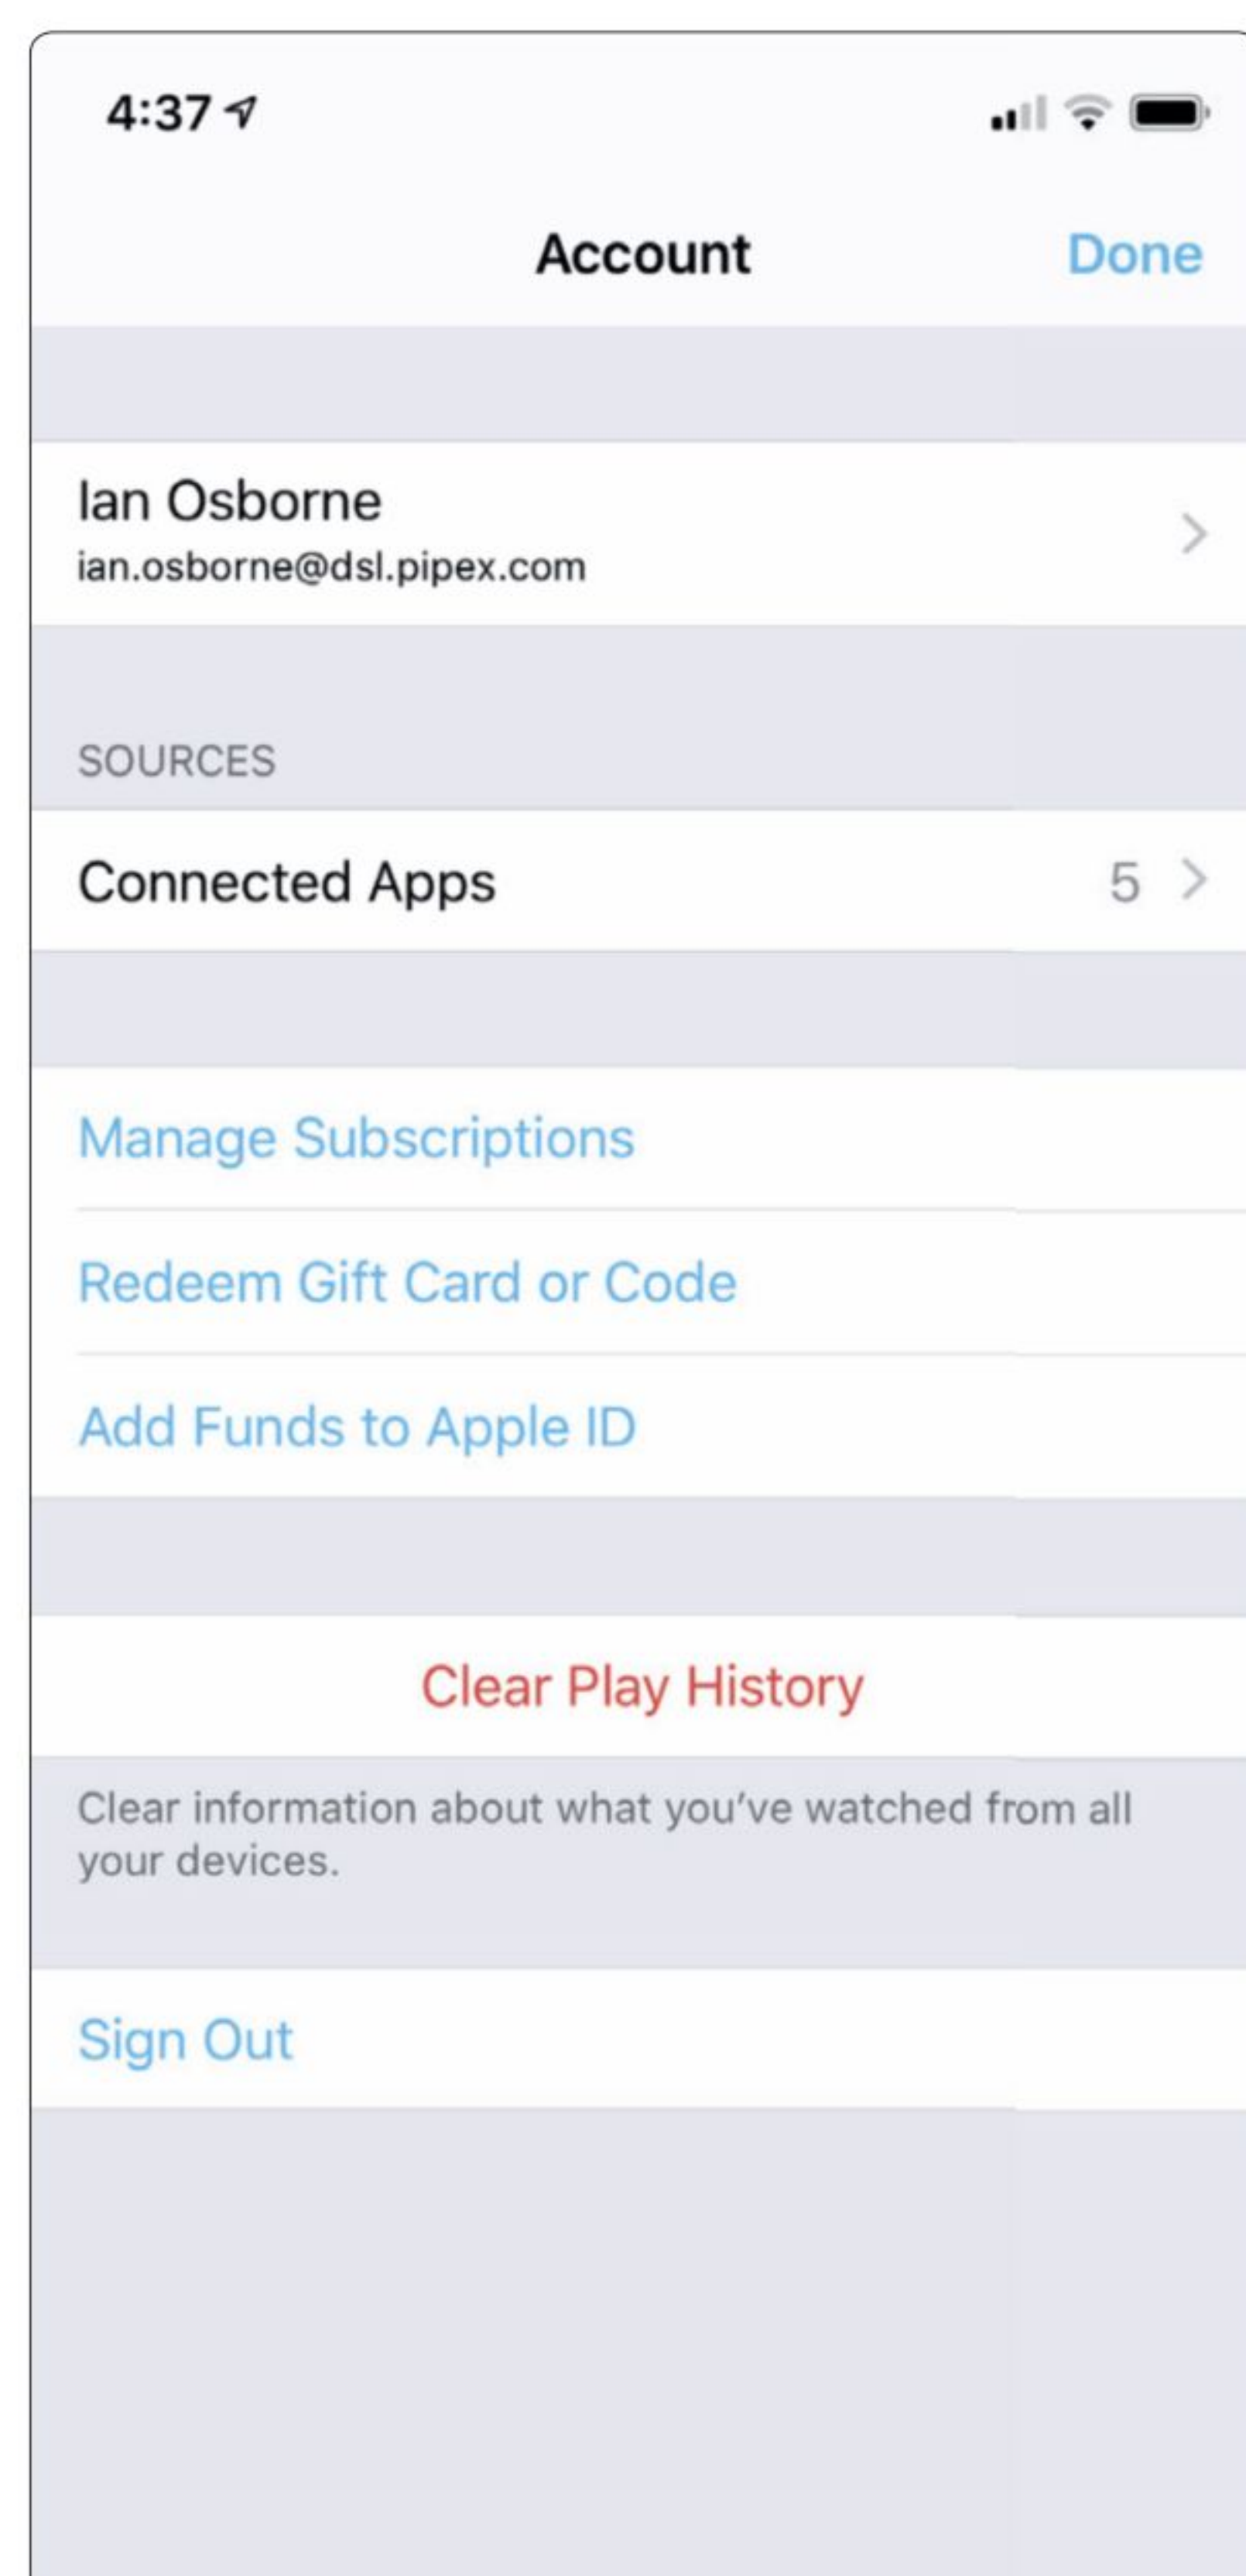 4:37
Account
Done
Ian Osborne
ian.osborne@dsl.pipex.com
SOURCES
Connected Apps
5
Manage Subscriptions
Redeem Gift Card or Code
Add Funds to Apple ID
Clear Play History
Clear information about what you’ve watched from all
your devices.
Sign Out